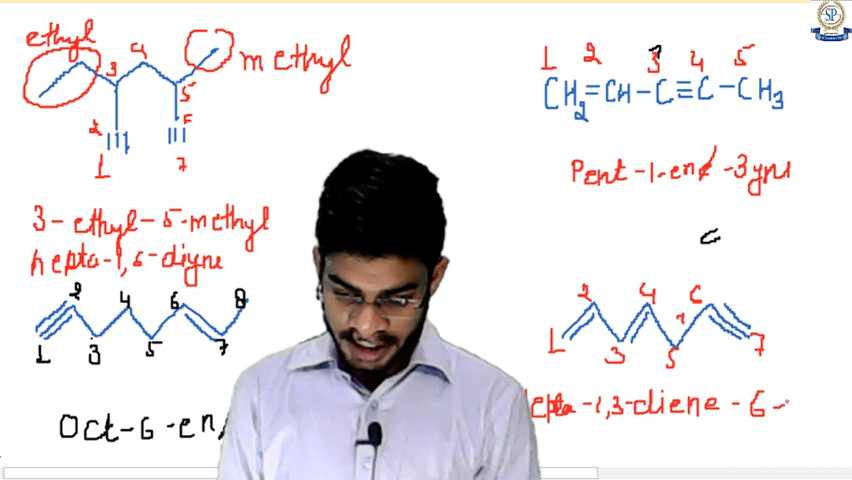 ethyl
methyl
3 4
5
2 6
1 7
3-ethyl-5-methyl
hepta-1,6-diyne
1 2 3 4 5
CH2=CH-C≡C-CH3
Pent-1-ene-3yne
SP
2 4 6 8
1 3 5 7
Oct-6-en
2 4 6
1 3 5 7
-1,3-diene-6-